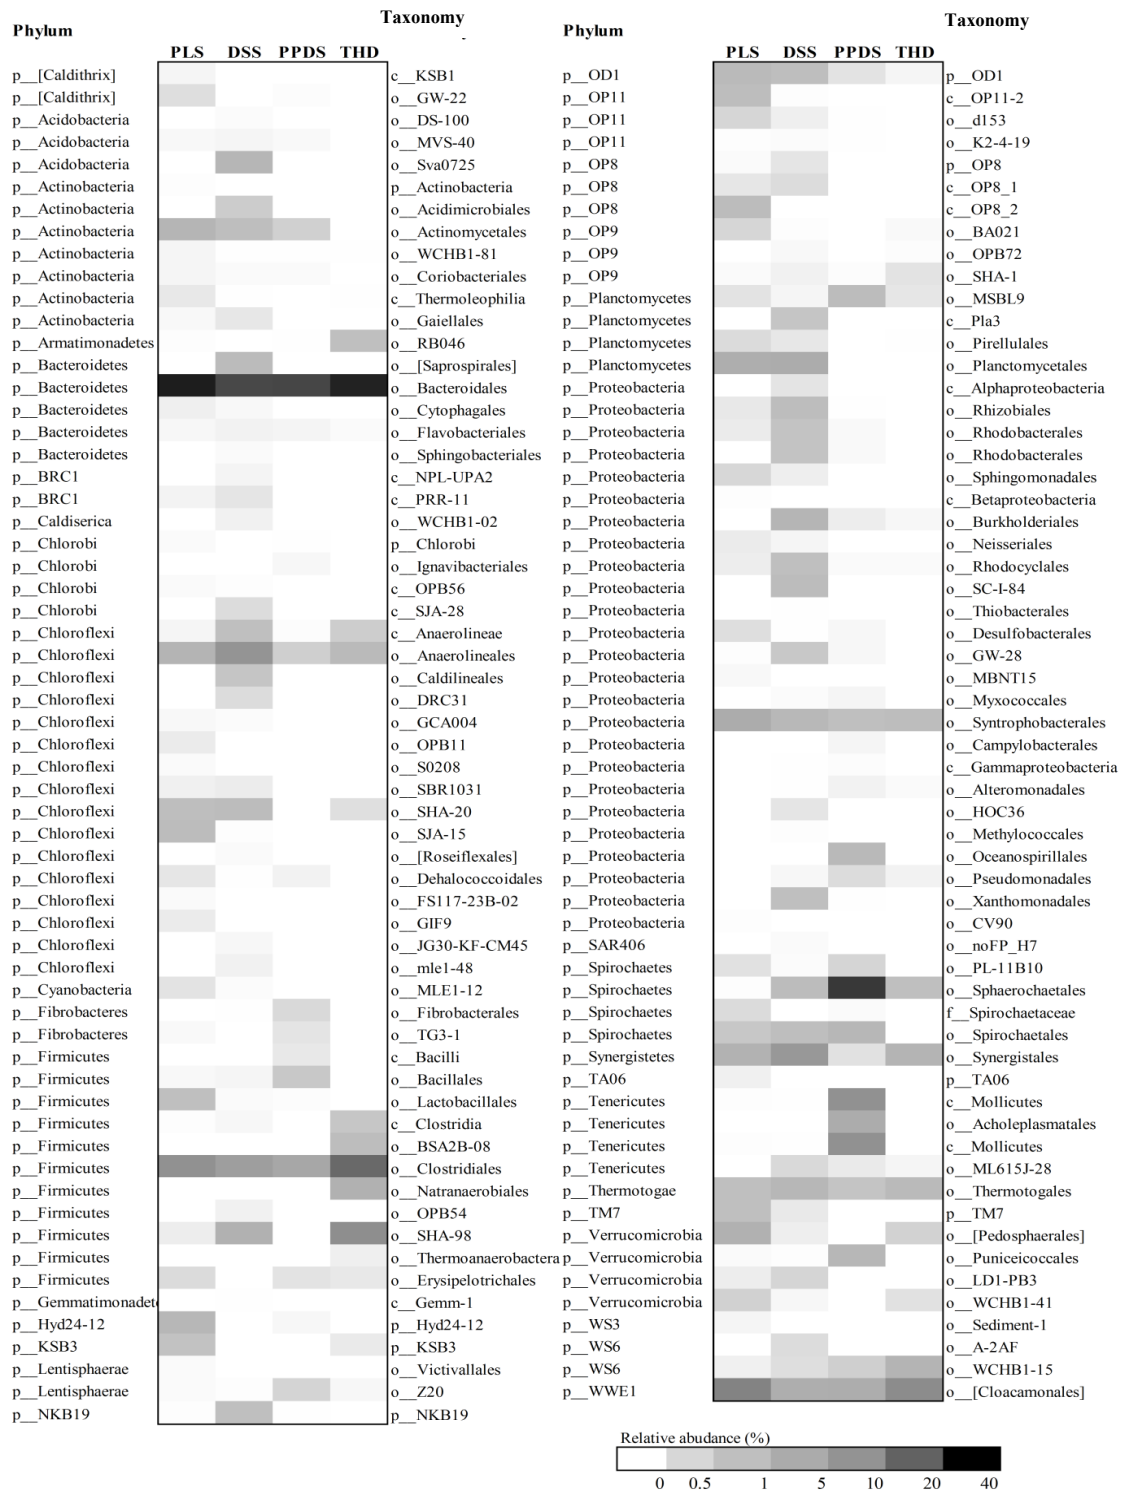 Taxonomy
Phylum
PLS DSS PPDS THD
p__[Caldithrix] c__KSB1
p__[Caldithrix] o__GW-22
p__Acidobacteria o__DS-100
p__Acidobacteria o__MVS-40
p__Acidobacteria o__Sva0725
p__Actinobacteria p__Actinobacteria
p__Actinobacteria o__Acidimicrobiales
p__Actinobacteria o__Actinomycetales
p__Actinobacteria o__WCHB1-81
p__Actinobacteria o__Coriobacteriales
p__Actinobacteria c__Thermoleophilia
p__Actinobacteria o__Gaiellales
p__Armatimonadetes o__RB046
p__Bacteroidetes o__[Saprospirales]
p__Bacteroidetes o__Bacteroidales
p__Bacteroidetes o__Cytophagales
p__Bacteroidetes o__Flavobacteriales
p__Bacteroidetes o__Sphingobacteriales
p__BRC1 c__NPL-UPA2
p__BRC1 c__PRR-11
p__Caldiserica o__WCHB1-02
p__Chlorobi p__Chlorobi
p__Chlorobi o__Ignavibacteriales
p__Chlorobi c__OPB56
p__Chlorobi c__SJA-28
p__Chloroflexi c__Anaerolineae
p__Chloroflexi o__Anaerolineales
p__Chloroflexi o__Caldilineales
p__Chloroflexi o__DRC31
p__Chloroflexi o__GCA004
p__Chloroflexi o__OPB11
p__Chloroflexi o__S0208
p__Chloroflexi o__SBR1031
p__Chloroflexi o__SHA-20
p__Chloroflexi o__SJA-15
p__Chloroflexi o__[Roseiflexales]
p__Chloroflexi o__Dehalococcoidales
p__Chloroflexi o__FS117-23B-02
p__Chloroflexi o__GIF9
p__Chloroflexi o__JG30-KF-CM45
p__Chloroflexi o__mle1-48
p__Cyanobacteria o__MLE1-12
p__Fibrobacteres o__Fibrobacterales
p__Fibrobacteres o__TG3-1
p__Firmicutes c__Bacilli
p__Firmicutes o__Bacillales
p__Firmicutes o__Lactobacillales
p__Firmicutes c__Clostridia
p__Firmicutes o__BSA2B-08
p__Firmicutes o__Clostridiales
p__Firmicutes o__Natranaerobiales
p__Firmicutes o__OPB54
p__Firmicutes o__SHA-98
p__Firmicutes o__Thermoanaerobactera
p__Firmicutes o__Erysipelotrichales
p__Gemmatimonadet c__Gemm-1
p__Hyd24-12 p__Hyd24-12
p__KSB3 p__KSB3
p__Lentisphaerae o__Victivallales
p__Lentisphaerae o__Z20
p__NKB19 p__NKB19
Taxonomy
Phylum
PLS DSS PPDS THD
p__OD1 p__OD1
p__OP11 c__OP11-2
p__OP11 o__d153
p__OP11 o__K2-4-19
p__OP8 p__OP8
p__OP8 c__OP8_1
p__OP8 c__OP8_2
p__OP9 o__BA021
p__OP9 o__OPB72
p__OP9 o__SHA-1
p__Planctomycetes o__MSBL9
p__Planctomycetes c__Pla3
p__Planctomycetes o__Pirellulales
p__Planctomycetes o__Planctomycetales
p__Proteobacteria c__Alphaproteobacteria
p__Proteobacteria o__Rhizobiales
p__Proteobacteria o__Rhodobacterales
p__Proteobacteria o__Rhodobacterales
p__Proteobacteria o__Sphingomonadales
p__Proteobacteria c__Betaproteobacteria
p__Proteobacteria o__Burkholderiales
p__Proteobacteria o__Neisseriales
p__Proteobacteria o__Rhodocyclales
p__Proteobacteria o__SC-I-84
p__Proteobacteria o__Thiobacterales
p__Proteobacteria o__Desulfobacterales
p__Proteobacteria o__GW-28
p__Proteobacteria o__MBNT15
p__Proteobacteria o__Myxococcales
p__Proteobacteria o__Syntrophobacterales
p__Proteobacteria o__Campylobacterales
p__Proteobacteria c__Gammaproteobacteria
p__Proteobacteria o__Alteromonadales
p__Proteobacteria o__HOC36
p__Proteobacteria o__Methylococcales
p__Proteobacteria o__Oceanospirillales
p__Proteobacteria o__Pseudomonadales
p__Proteobacteria o__Xanthomonadales
p__Proteobacteria o__CV90
p__SAR406 o__noFP_H7
p__Spirochaetes o__PL-11B10
p__Spirochaetes o__Sphaerochaetales
p__Spirochaetes f__Spirochaetaceae
p__Spirochaetes o__Spirochaetales
p__Synergistetes o__Synergistales
p__TA06 p__TA06
p__Tenericutes c__Mollicutes
p__Tenericutes o__Acholeplasmatales
p__Tenericutes c__Mollicutes
p__Tenericutes o__ML615J-28
p__Thermotogae o__Thermotogales
p__TM7 p__TM7
p__Verrucomicrobia o__[Pedosphaerales]
p__Verrucomicrobia o__Puniceicoccales
p__Verrucomicrobia o__LD1-PB3
p__Verrucomicrobia o__WCHB1-41
p__WS3 o__Sediment-1
p__WS6 o__A-2AF
p__WS6 o__WCHB1-15
p__WWE1 o__[Cloacamonales]
Relative abudance (%)
0 0.5 1 5 10 20 40